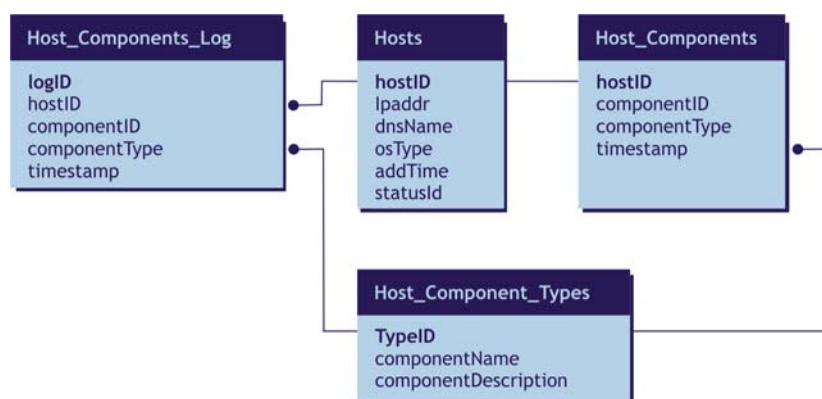 Host_Components_Log
logID
hostID
componentID
componentType
timestamp
Hosts
hostID
Ipaddr
dnsName
osType
addTime
statusId
Host_Components
hostID
componentID
componentType
timestamp
Host_Component_Types
TypeID
componentName
componentDescription